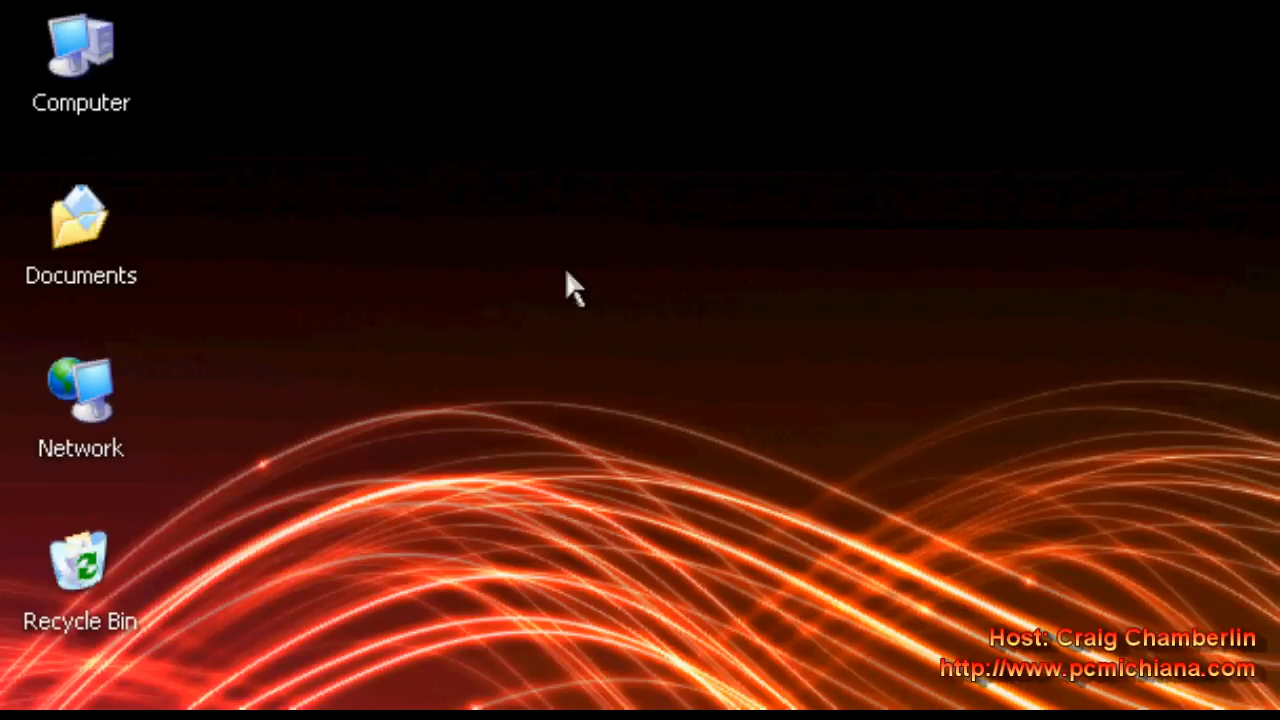 Computer
Documents
Network
Recycle Bin
Host: Craig Chamberlin
http://www.pcmichiana.com